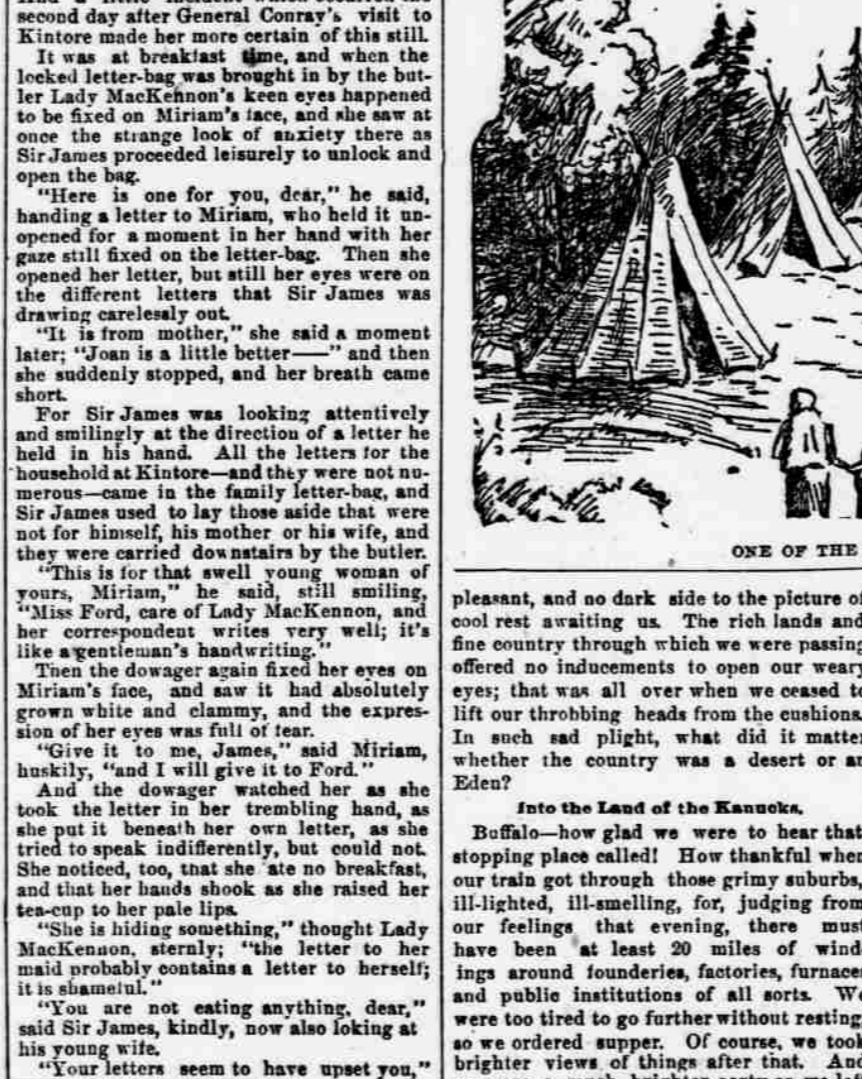 second day after General Conray's visit to
Kintore made her more certain of this still.
It was at breakfast time, and when the
locked letter-bag was brought in by the but-
ler Lady MacKennon's keen eyes happened
to be fixed on Miriam's face, and she saw at
once the strange look of anxiety there as
Sir James proceeded leisurely to unlock and
open the bag.
"Here is one for you, dear," he said,
handing a letter to Miriam, who held it un-
opened for a moment in her hand with her
gaze still fixed on the letter-bag. Then she
opened her letter, but still her eyes were on
the different letters that Sir James was
drawing carelessly out.
"It is from mother," she said a moment
later; "Joan is a little better——" and then
she suddenly stopped, and her breath came
short.
For Sir James was looking attentively
and smilingly at the direction of a letter he
held in his hand. All the letters for the
household at Kintore—and they were not nu-
merous—came in the family letter-bag, and
Sir James used to lay those aside that were
not for himself, his mother or his wife, and
they were carried downstairs by the butler.
"This is for that swell young woman of
yours, Miriam," he said, still smiling,
"Miss Ford, care of Lady MacKennon, and
her correspondent writes very well; it's
like a gentleman's handwriting."
Then the dowager again fixed her eyes on
Miriam's face, and saw it had absolutely
grown white and clammy, and the expres-
sion of her eyes was full of fear.
"Give it to me, James," said Miriam,
huskily, "and I will give it to Ford."
And the dowager watched her as she
took the letter in her trembling hand, as
she put it beneath her own letter, as she
tried to speak indifferently, but could not.
She noticed, too, that she ate no breakfast,
and that her hands shook as she raised her
tea-cup to her pale lips.
"She is hiding something," thought Lady
MacKennon, sternly; "the letter to her
maid probably contains a letter to herself;
it is shameful."
"You are not eating anything, dear,"
said Sir James, kindly, now also loking at
his young wife.
"Your letters seem to have upset you,"
ONE OF THE
pleasant, and no dark side to the picture of
cool rest awaiting us. The rich lands and
fine country through which we were passing
offered no inducements to open our weary
eyes; that was all over when we ceased to
lift our throbbing heads from the cushions.
In such sad plight, what did it matter
whether the country was a desert or an
Eden?
Into the Land of the Kanucks.
Buffalo—how glad we were to hear that
stopping place called! How thankful when
our train got through those grimy suburbs,
ill-lighted, ill-smelling, for, judging from
our feelings that evening, there must
have been at least 20 miles of wind-
ings around founderies, factories, furnaces
and public institutions of all sorts. We
were too tired to go further without resting,
so we ordered supper. Of course, we took
brighter views of things after that. And